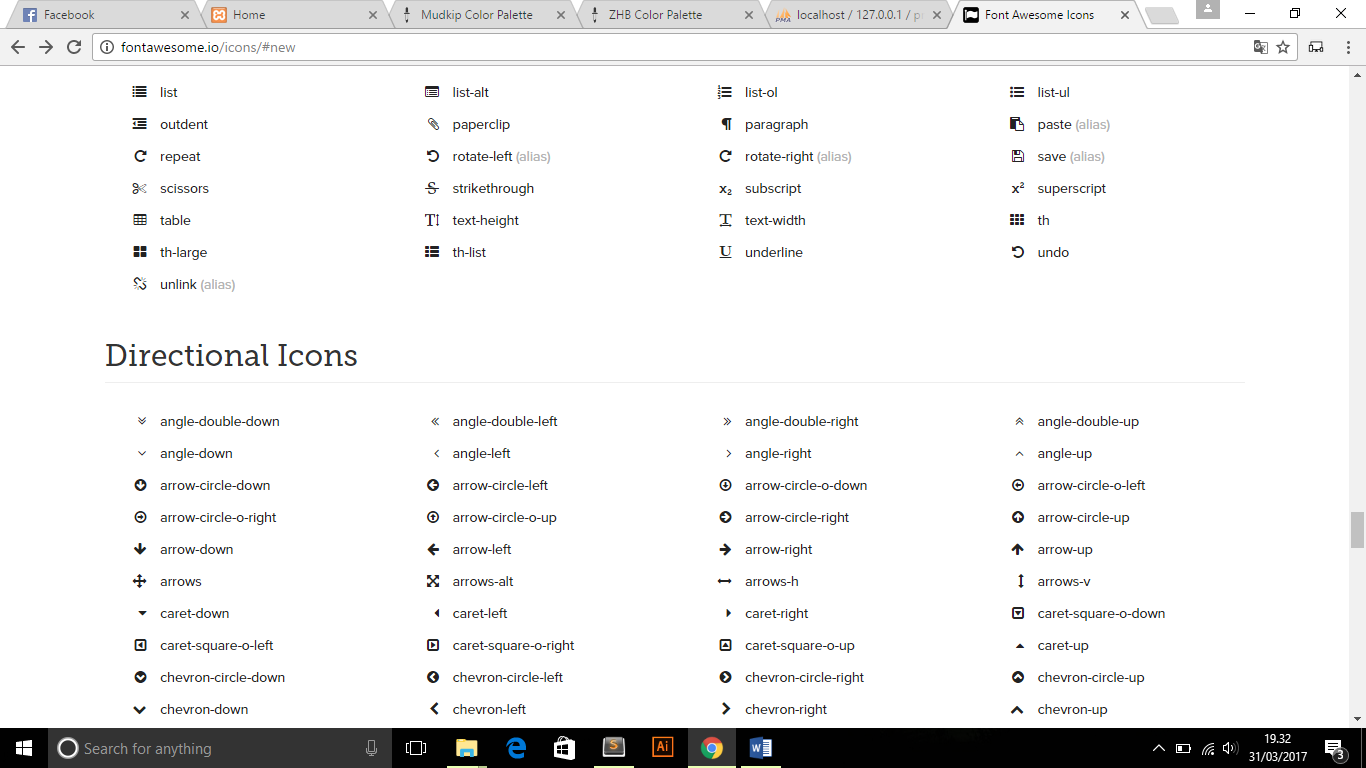 Facebook
Home
Mudkip Color Palette
ZHB Color Palette
localhost / 127.0.0.1 / p
Font Awesome Icons
fontawesome.io/icons/#new
list list-alt list-ol list-ul
outdent paperclip paragraph paste (alias)
repeat rotate-left (alias) rotate-right (alias) save (alias)
scissors strikethrough subscript superscript
table text-height text-width th
th-large th-list underline undo
unlink (alias)
Directional Icons
angle-double-down angle-double-left angle-double-right angle-double-up
angle-down angle-left angle-right angle-up
arrow-circle-down arrow-circle-left arrow-circle-o-down arrow-circle-o-left
arrow-circle-o-right arrow-circle-o-up arrow-circle-right arrow-circle-up
arrow-down arrow-left arrow-right arrow-up
arrows arrows-alt arrows-h arrows-v
caret-down caret-left caret-right caret-square-o-down
caret-square-o-left caret-square-o-right caret-square-o-up caret-up
chevron-circle-down chevron-circle-left chevron-circle-right chevron-circle-up
chevron-down chevron-left chevron-right chevron-up
Search for anything
19.32
31/03/2017
3